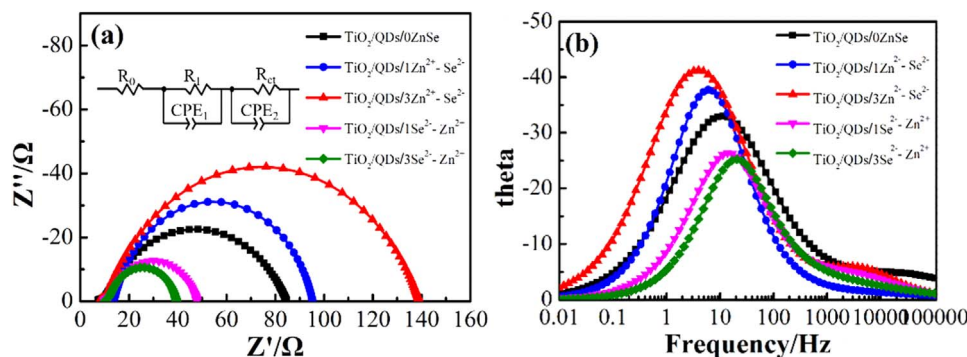 (a)
-80
-60
-40
-20
0
Z''/Ω
R₀ R₁ Rct
CPE₁ CPE₂
TiO₂/QDs/0ZnSe
TiO₂/QDs/1Zn²⁺- Se²⁻
TiO₂/QDs/3Zn²⁺- Se²⁻
TiO₂/QDs/1Se²⁻- Zn²⁺
TiO₂/QDs/3Se²⁻- Zn²⁺
0 20 40 60 80 100 120 140 160
Z'/Ω
(b)
-50
-40
-30
-20
-10
0
theta
TiO₂/QDs/0ZnSe
TiO₂/QDs/1Zn²⁻- Se²⁻
TiO₂/QDs/3Zn²⁻- Se²⁻
TiO₂/QDs/1Se²⁻- Zn²⁺
TiO₂/QDs/3Se²⁻- Zn²⁺
0.01 0.1 1 10 100 1000 10000 100000
Frequency/Hz